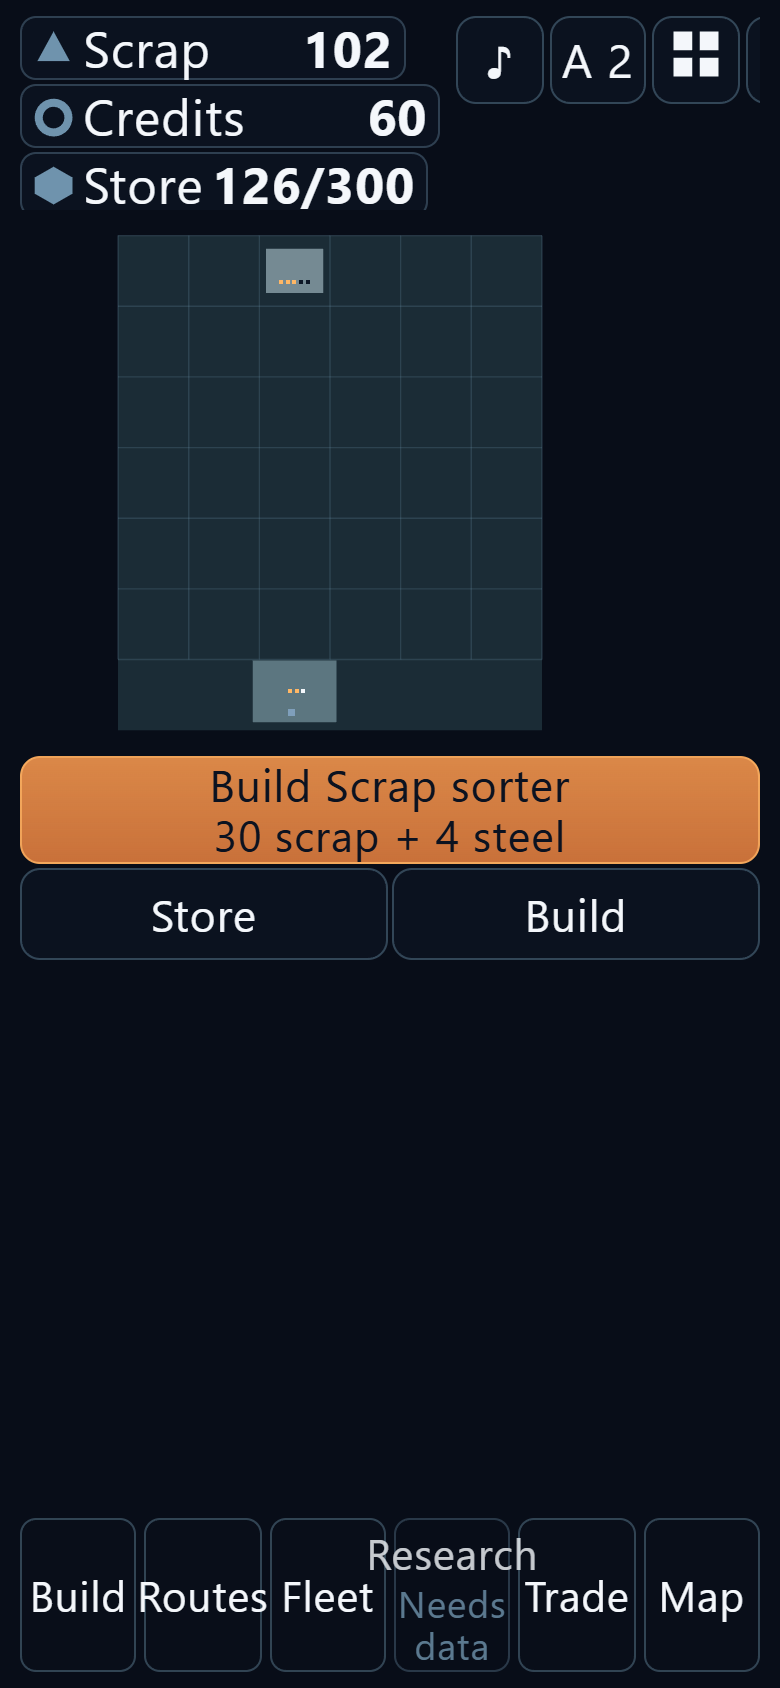 Scrap 102
♪
A 2
Credits 60
Store 126/300
Build Scrap sorter
30 scrap + 4 steel
Store
Build
Build
Routes
Fleet
Research
Needs
data
Trade
Map